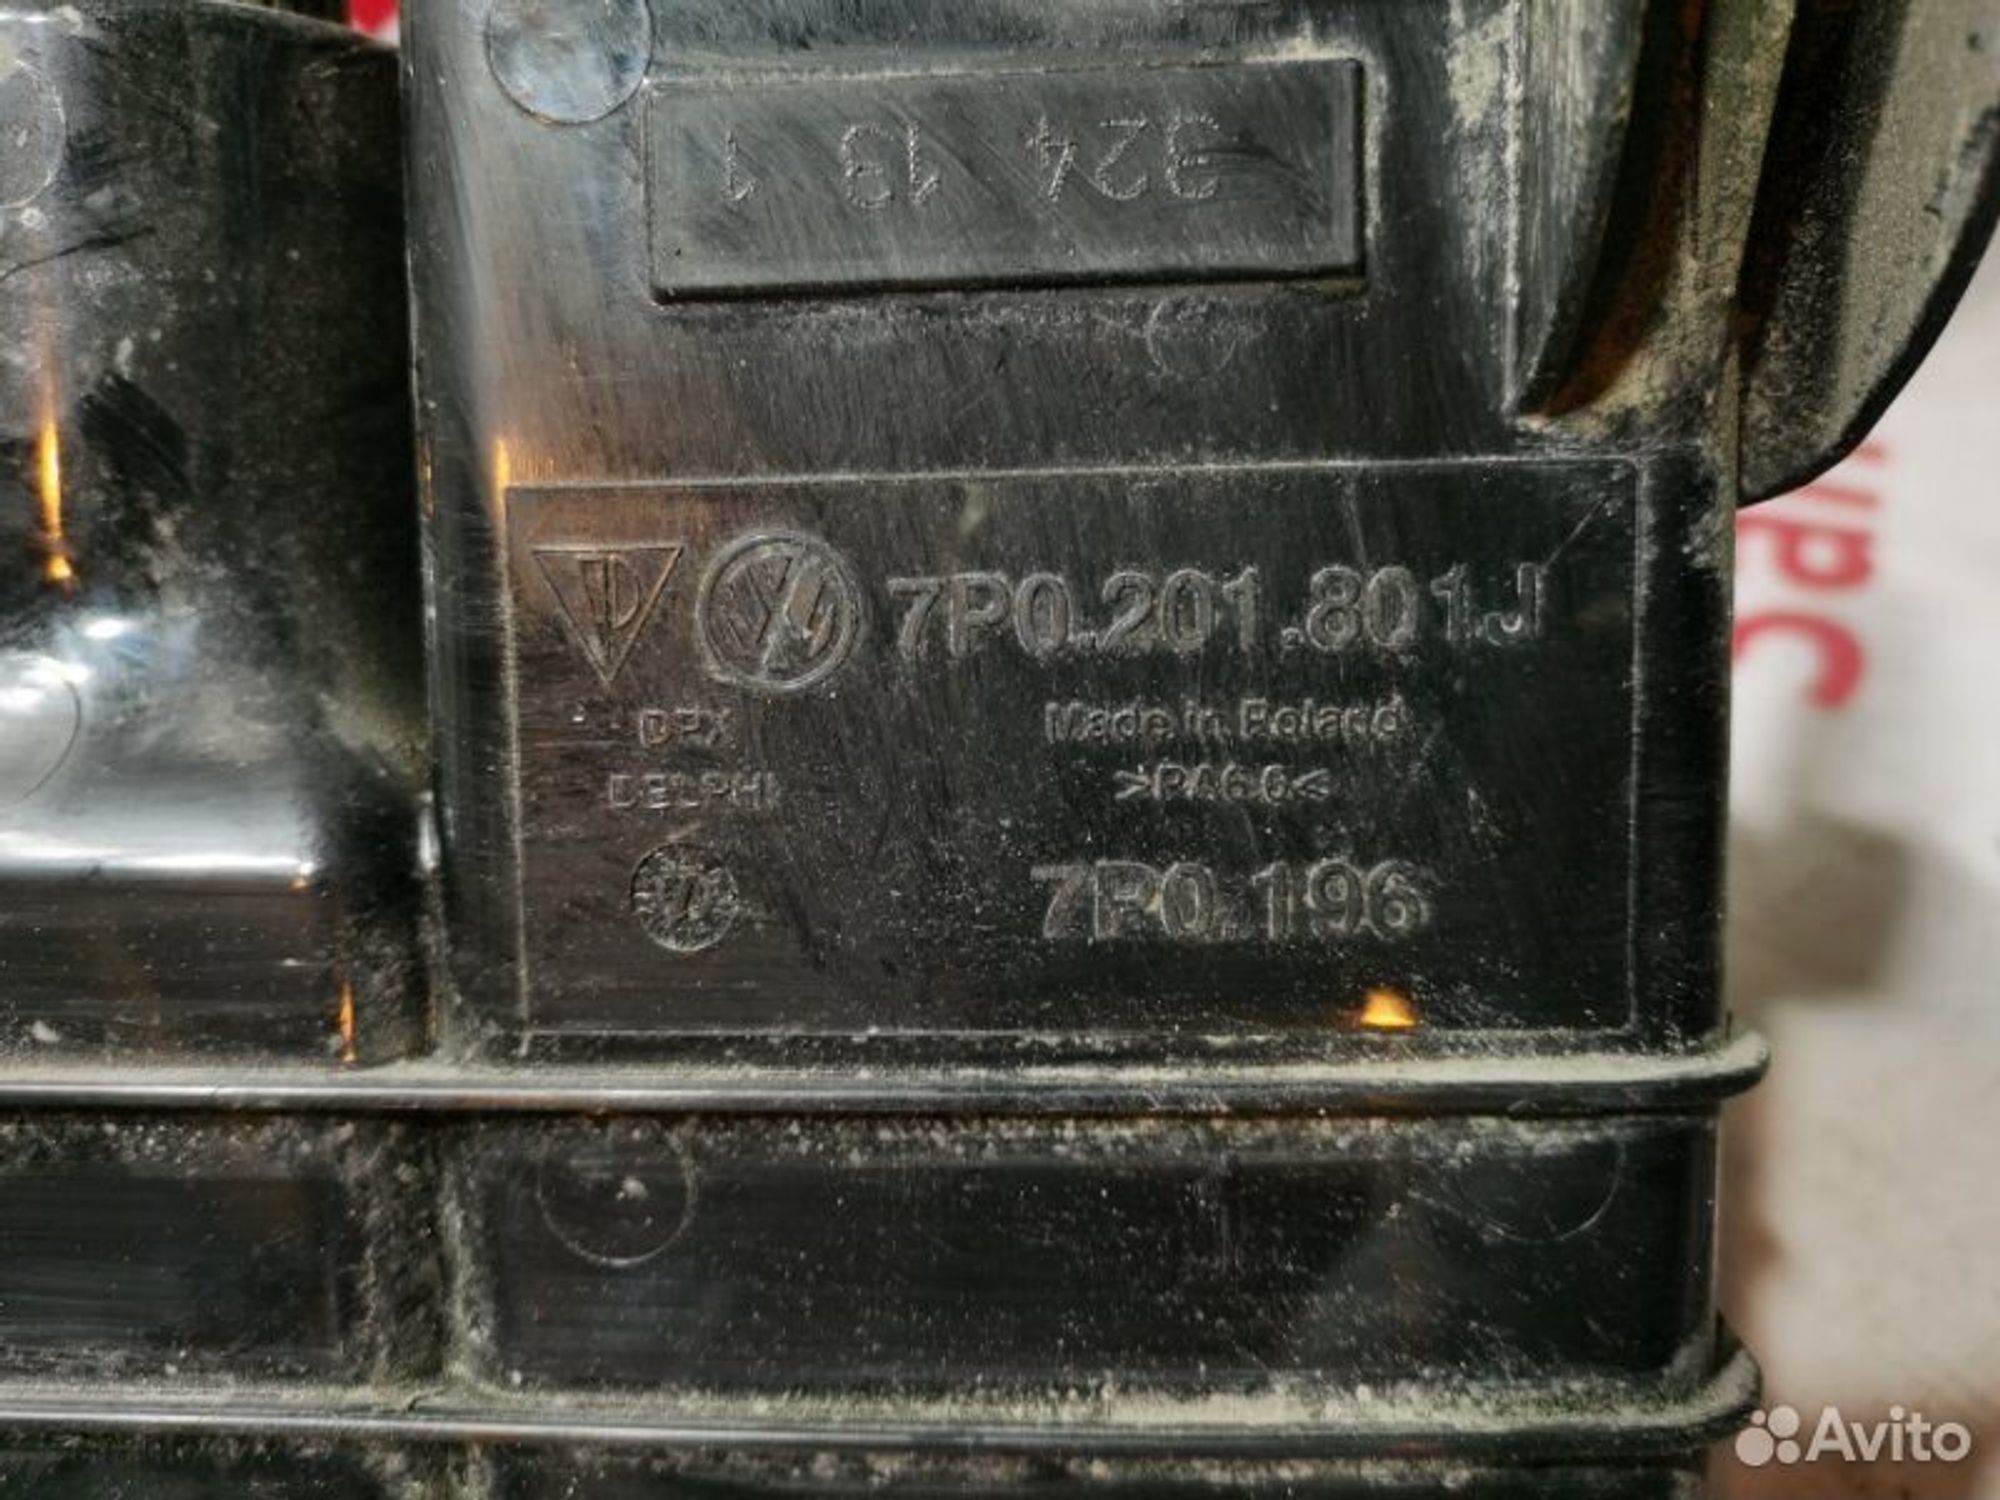 324 13 1
7P0.201.801.J
DPX
Made in Poland
DELPHI
>PA6.6<
7P0.196
Avito